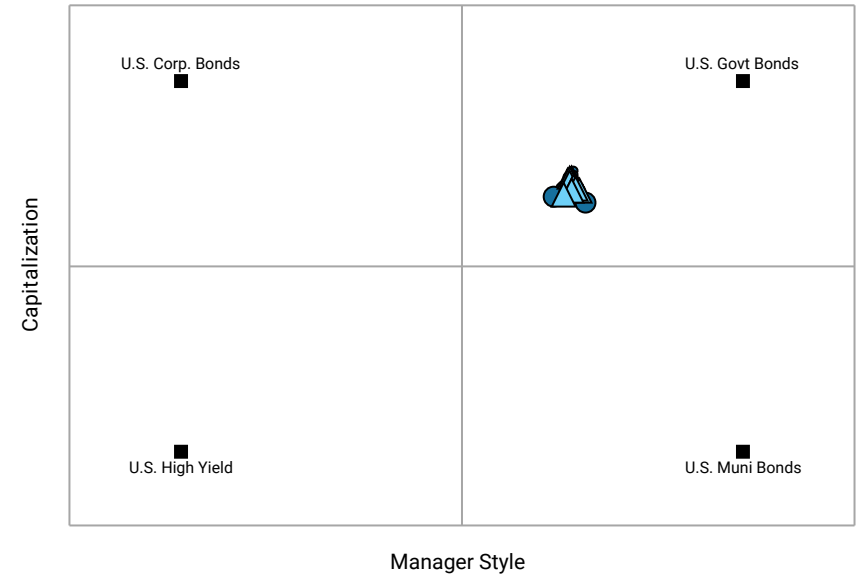 U.S. Corp. Bonds
U.S. Govt Bonds
Capitalization
U.S. High Yield
U.S. Muni Bonds
Manager Style